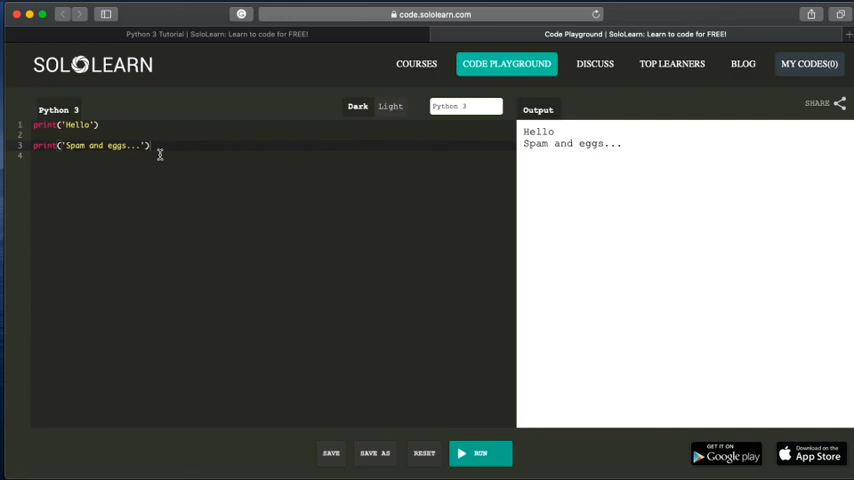 code.sololearn.com
Python 3 Tutorial | SoloLearn: Learn to code for FREE!
Code Playground | SoloLearn: Learn to code for FREE!
SOLOLEARN
COURSES
CODE PLAYGROUND
DISCUSS
TOP LEARNERS
BLOG
MY CODES(0)
Python 3
Dark
Light
Python 3
Output
SHARE
1 print('Hello')
2
3 print('Spam and eggs...')
4
Hello
Spam and eggs...
SAVE
SAVE AS
RESET
RUN
GET IT ON
Google play
Download on the
App Store